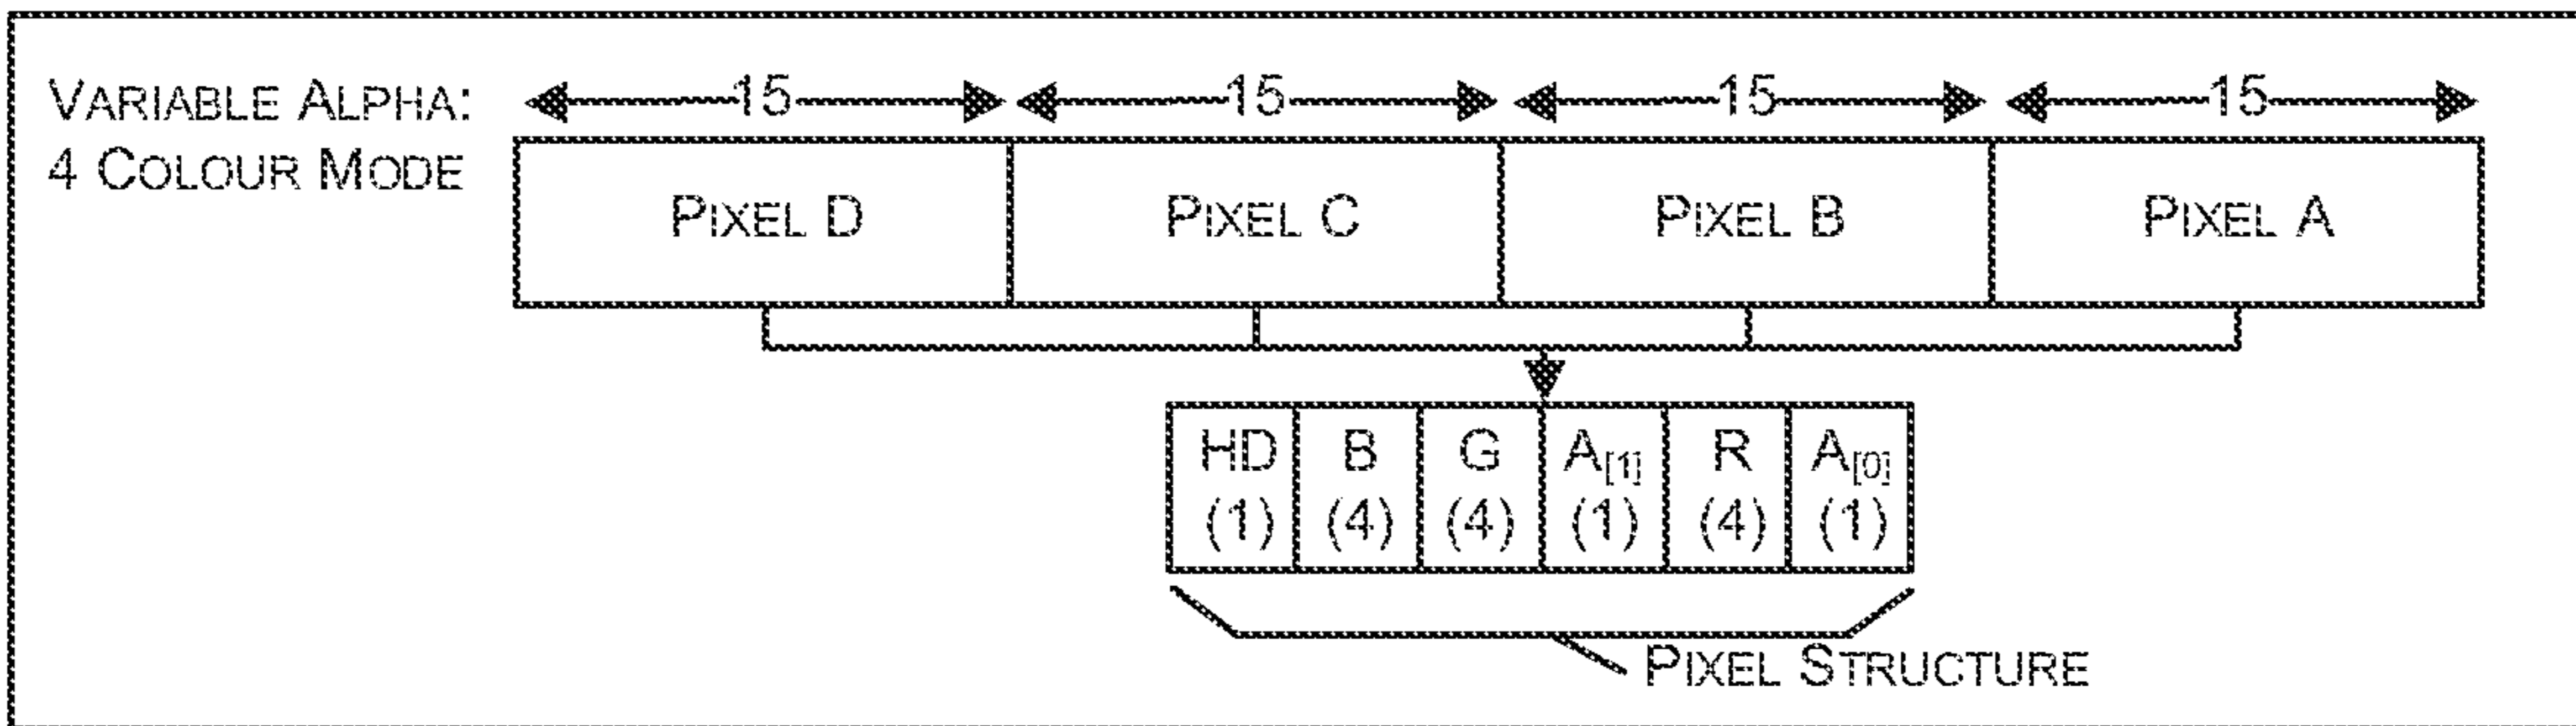 VARIABLE ALPHA:
4 COLOUR MODE
15 15 15 15
PIXEL D PIXEL C PIXEL B PIXEL A
HD B G A[1] R A[0]
(1) (4) (4) (1) (4) (1)
PIXEL STRUCTURE